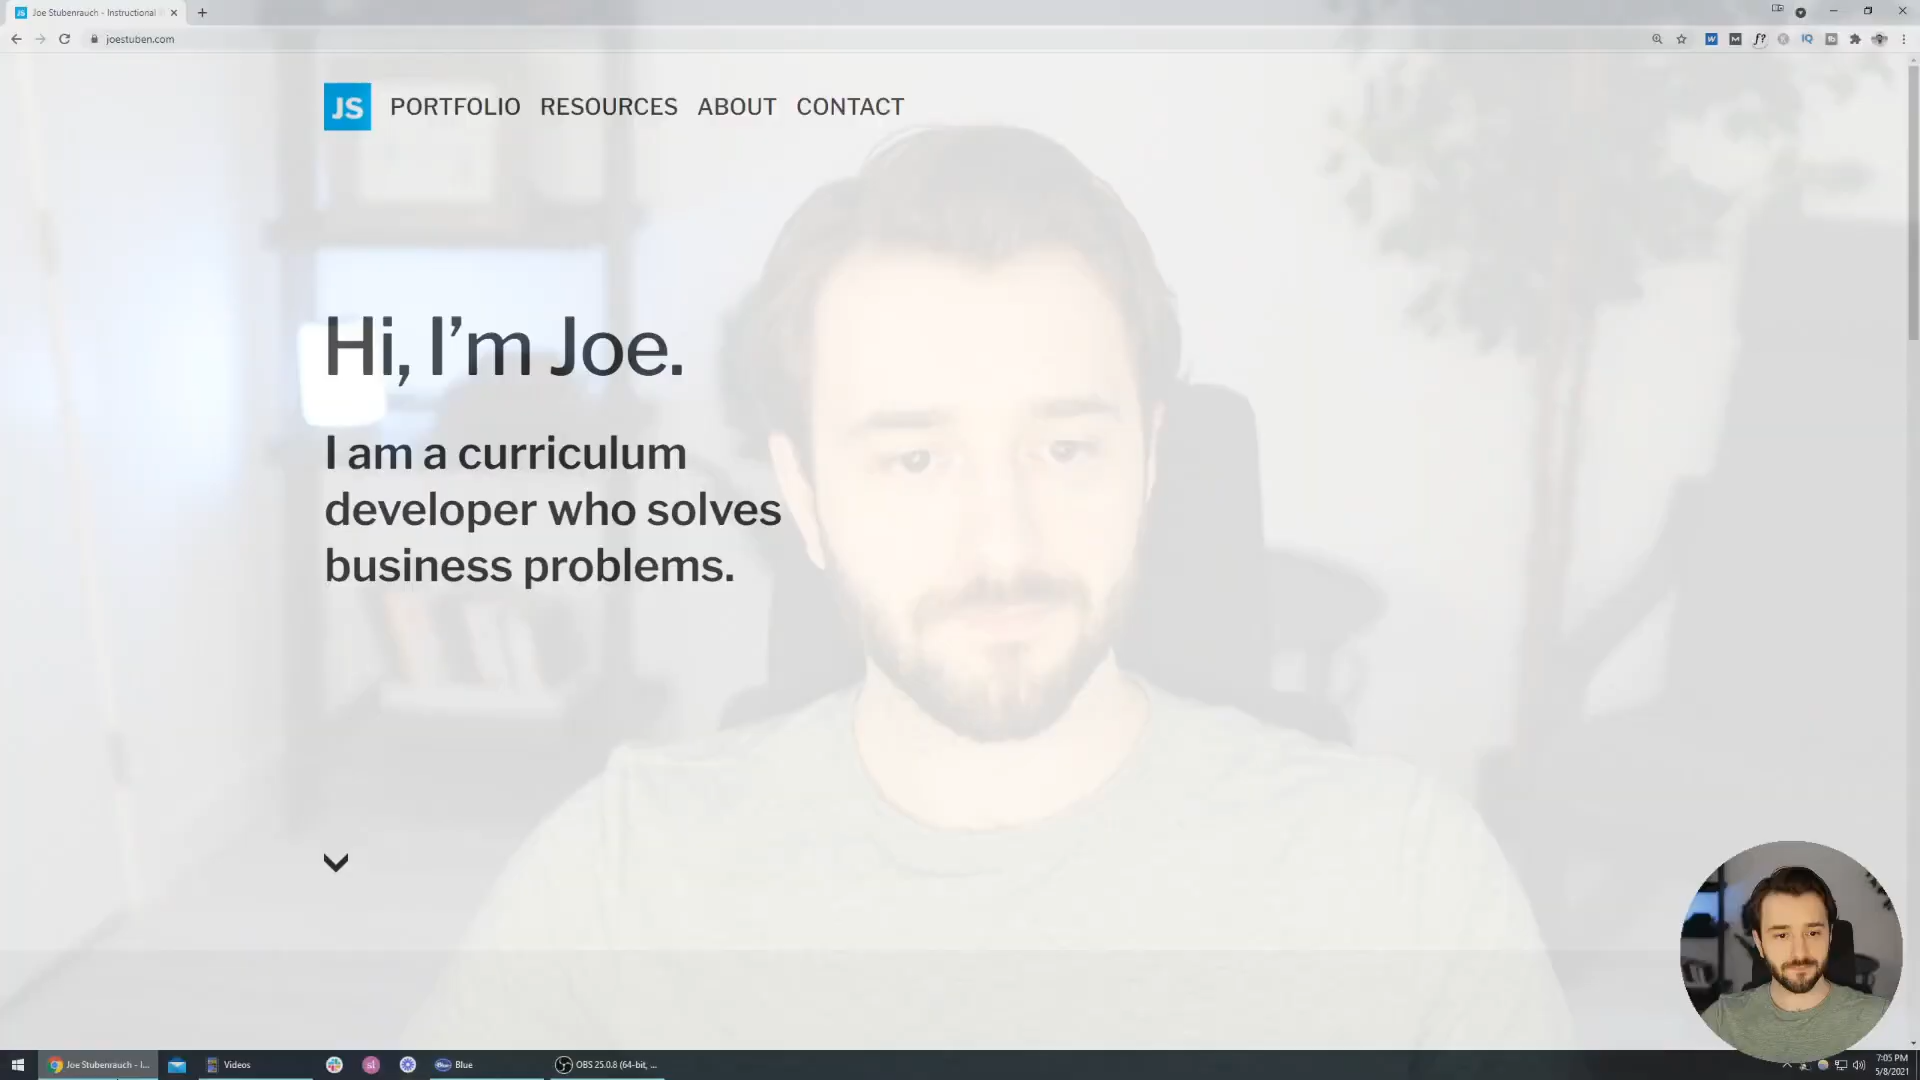 Joe Stubenrauch - Instructional
joestuben.com
JS PORTFOLIO RESOURCES ABOUT CONTACT
Hi, I’m Joe.
I am a curriculum
developer who solves
business problems.
Joe Stubenrauch - I...
Videos
Blue
OBS 25.0.8 (64-bit, ...
7:05 PM
5/8/2021